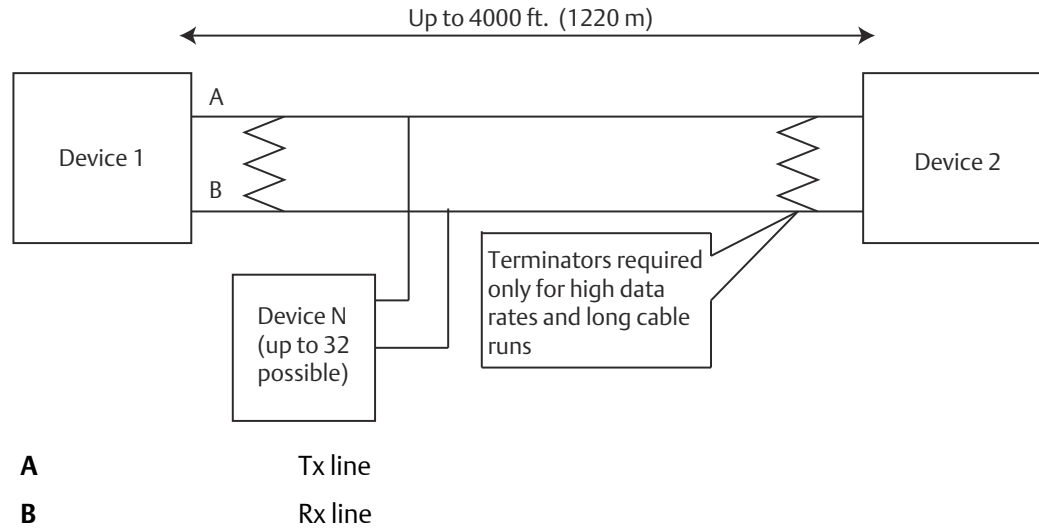 Up to 4000 ft. (1220 m)
A
Device 1
Device 2
B
Terminators required
only for high data
rates and long cable
runs
Device N
(up to 32
possible)
A Tx line
B Rx line